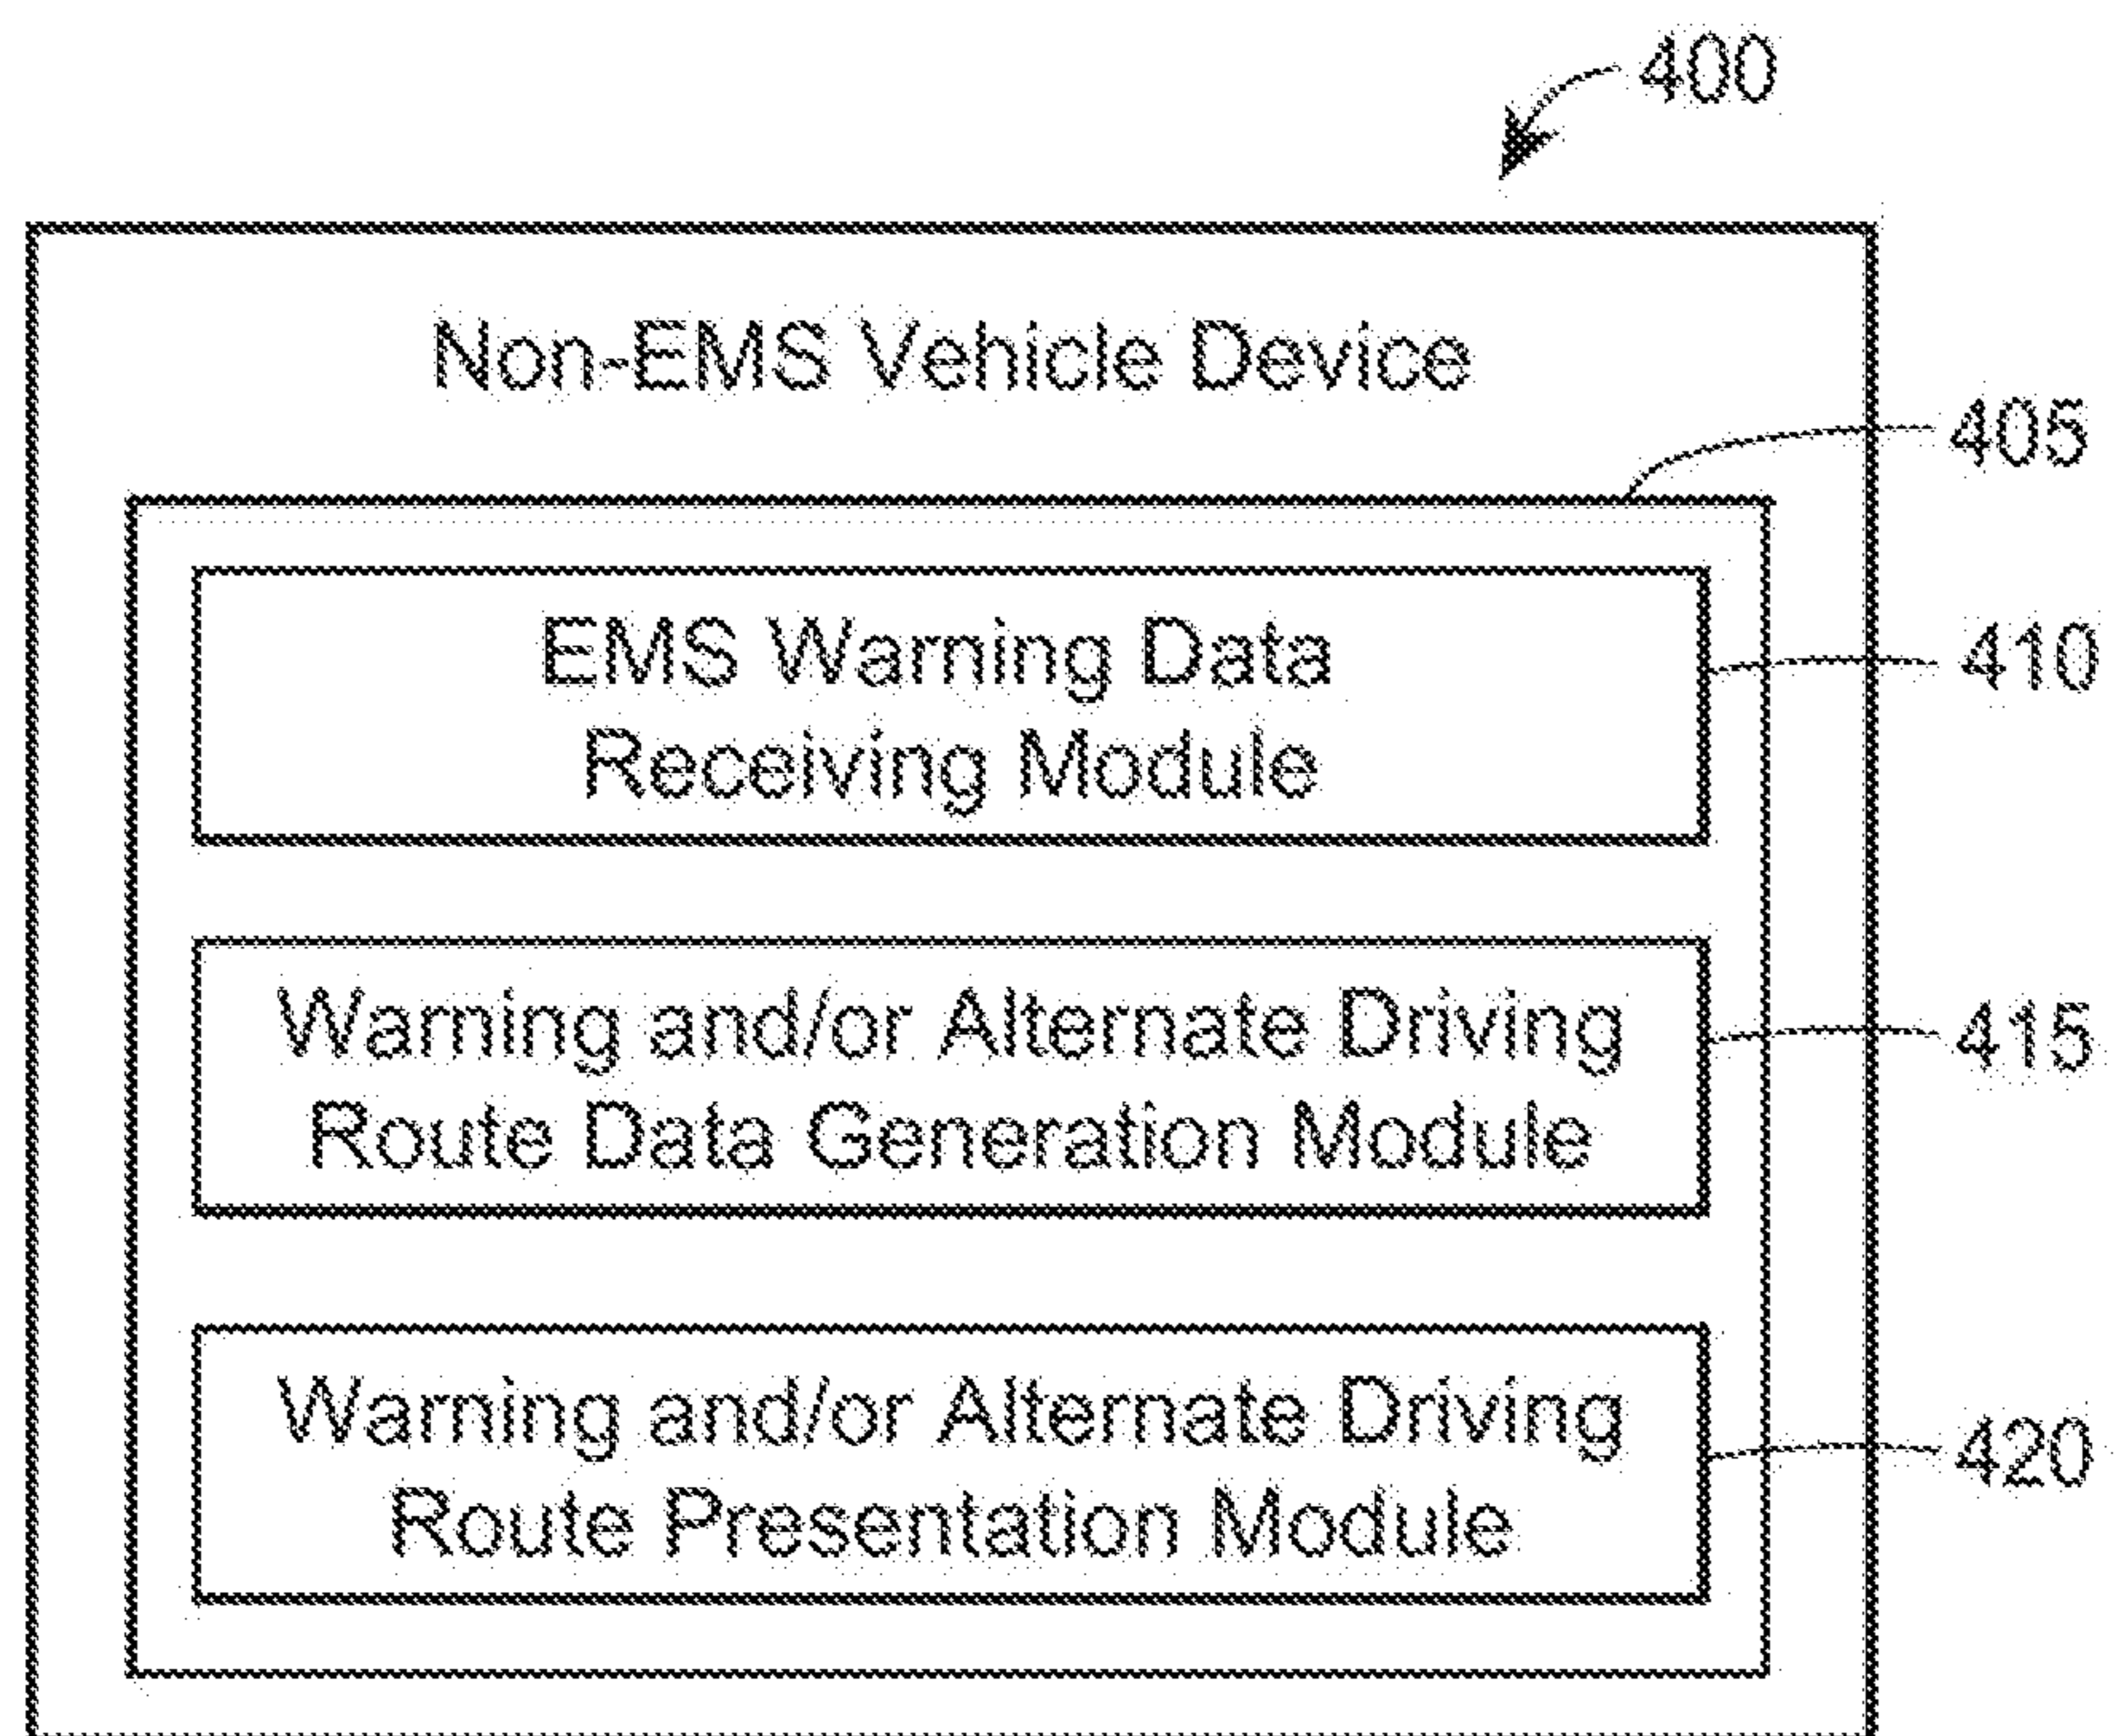 400
Non-EMS Vehicle Device
405
EMS Warning Data
Receiving Module
410
Warning and/or Alternate Driving
Route Data Generation Module
415
Warning and/or Alternate Driving
Route Presentation Module
420